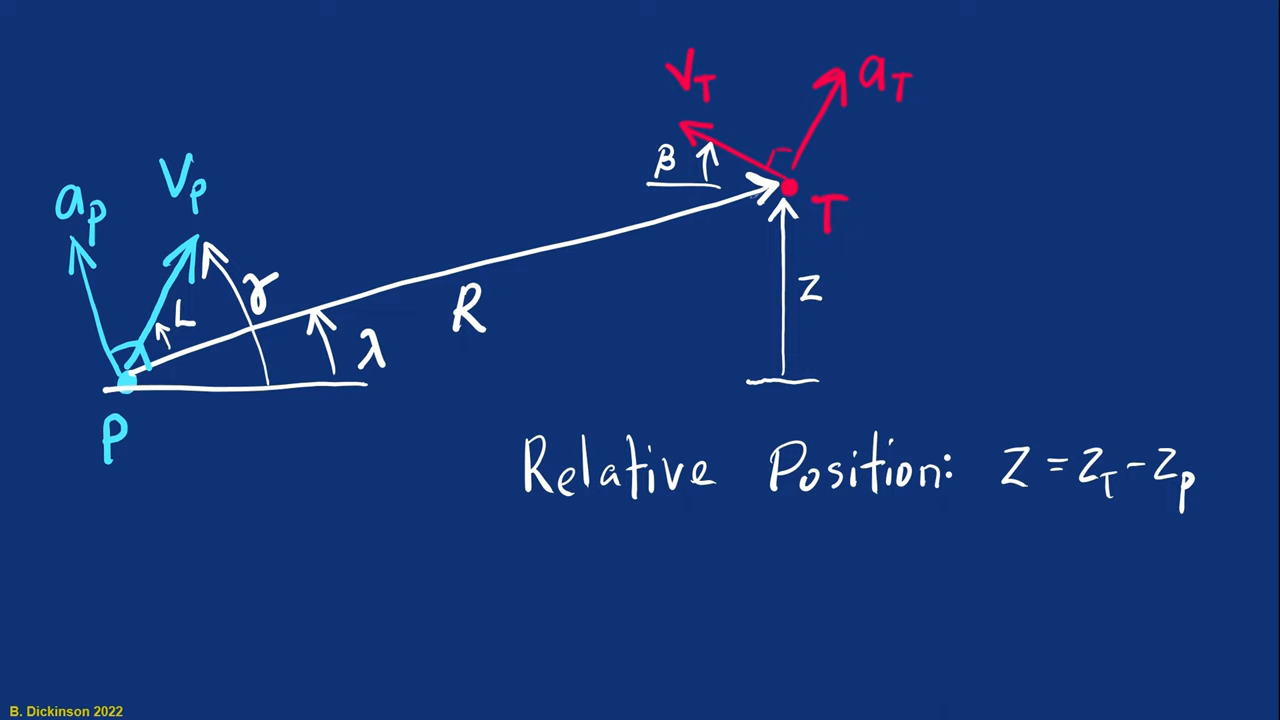 V_T
a_T
β
T
V_P
a_P
L
γ
λ
R
z
P
Relative Position: z = z_T - z_P
B. Dickinson 2022